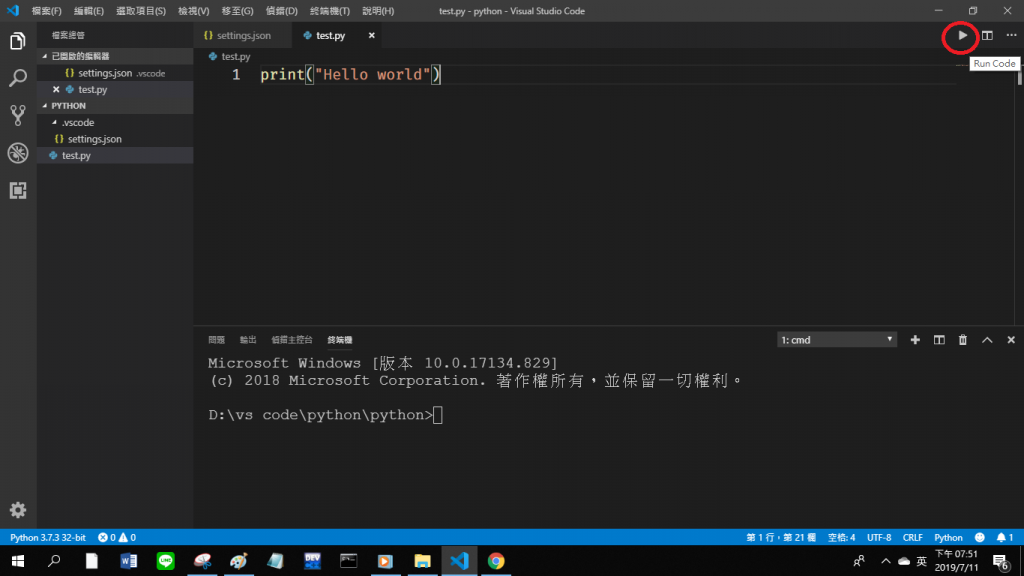 檔案(F) 編輯(E) 選取項目(S) 檢視(V) 移至(G) 偵錯(D) 終端機(T) 說明(H) test.py - python - Visual Studio Code
檔案總管
已開啟的編輯器
{} settings.json .vscode
test.py
PYTHON
.vscode
{} settings.json
test.py
{} settings.json test.py
Run Code
test.py
1 print("Hello world")
問題 輸出 偵錯主控台 終端機 1: cmd
Microsoft Windows [版本 10.0.17134.829]
(c) 2018 Microsoft Corporation. 著作權所有，並保留一切權利。
D:\vs code\python\python>
Python 3.7.3 32-bit 0 0 第 1 行，第 21 欄 空格: 4 UTF-8 CRLF Python 1
W LINE DEV 英 下午 07:51
2019/7/11 6